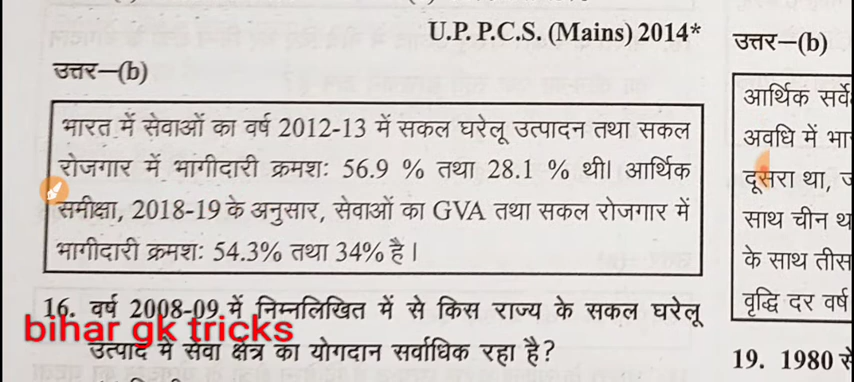 U.P. P.C.S. (Mains) 2014*
उत्तर—(b)
भारत में सेवाओं का वर्ष 2012-13 में सकल घरेलू उत्पादन तथा सकल
रोजगार में भागीदारी क्रमशः 56.9 % तथा 28.1 % थी। आर्थिक
समीक्षा, 2018-19 के अनुसार, सेवाओं का GVA तथा सकल रोजगार में
भागीदारी क्रमशः 54.3% तथा 34% है।
16. वर्ष 2008-09 में निम्नलिखित में से किस राज्य के सकल घरेलू
bihar gk tricks
उत्पाद में सेवा क्षेत्र का योगदान सर्वाधिक रहा है?
उत्तर—(b)
आर्थिक सर्वे
अवधि में भा
दूसरा था, ज
साथ चीन थ
के साथ तीस
वृद्धि दर वर्ष
19. 1980 से